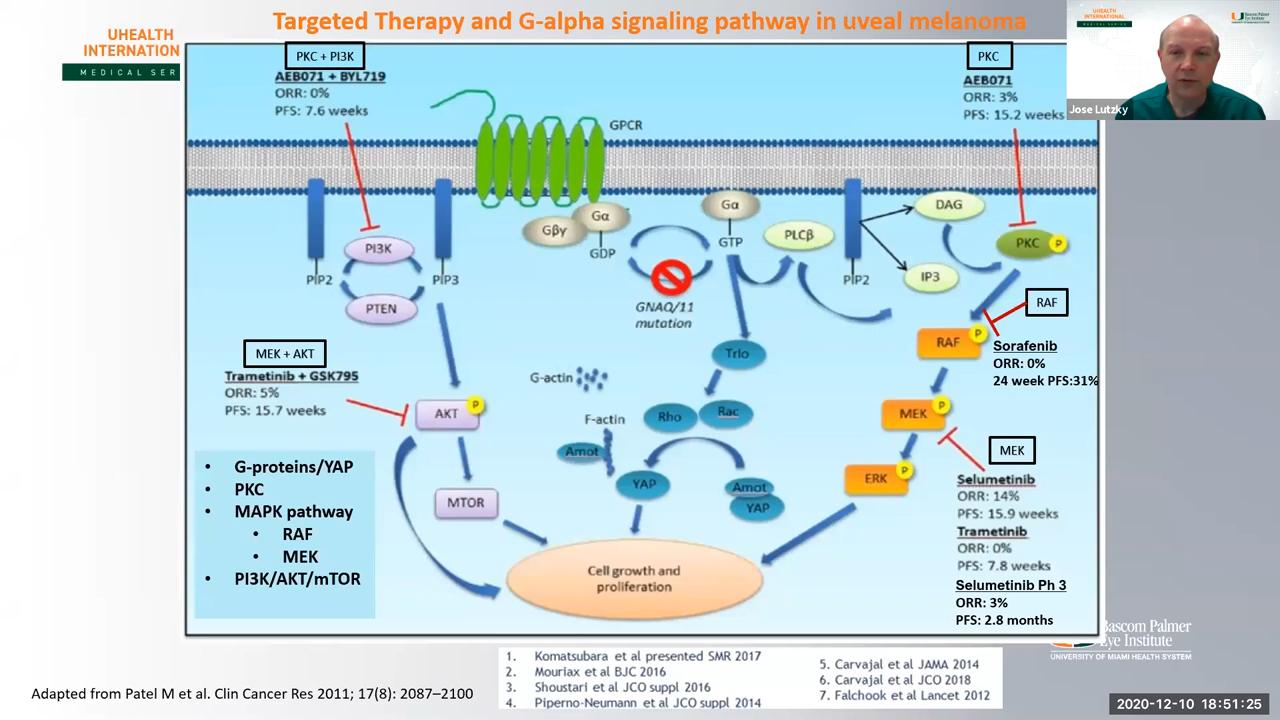 Targeted Therapy and G-alpha signaling pathway in uveal melanoma
UHEALTH
INTERNATION
MEDICAL SER
UHEALTH
INTERNATIONAL
MEDICAL SERIES
Bascom Palmer
Eye Institute
Jose Lutzky
PKC + PI3K
AEB071 + BYL719
ORR: 0%
PFS: 7.6 weeks
PKC
AEB071
ORR: 3%
PFS: 15.2 weeks
GPCR
Gβγ
Gα
GDP
Gα
GTP
PLCβ
DAG
PKC
P
IP3
PIP2
PI3K
PIP2
PIP3
PTEN
GNAQ/11
mutation
RAF
RAF
P
Sorafenib
ORR: 0%
24 week PFS:31%
MEK + AKT
Trametinib + GSK795
ORR: 5%
PFS: 15.7 weeks
Trio
G-actin
F-actin
AKT
P
Rho
Rac
MEK
P
Amot
YAP
Amot
YAP
ERK
P
MTOR
MEK
Selumetinib
ORR: 14%
PFS: 15.9 weeks
Trametinib
ORR: 0%
PFS: 7.8 weeks
Selumetinib Ph 3
ORR: 3%
PFS: 2.8 months
• G-proteins/YAP
• PKC
• MAPK pathway
• RAF
• MEK
• PI3K/AKT/mTOR
Cell growth and
proliferation
Bascom Palmer
Eye Institute
UNIVERSITY OF MIAMI HEALTH SYSTEM
1. Komatsubara et al presented SMR 2017
2. Mouriax et al BJC 2016
3. Shoustari et al JCO suppl 2016
4. Piperno-Neumann et al JCO suppl 2014
5. Carvajal et al JAMA 2014
6. Carvajal et al JCO 2018
7. Falchook et al Lancet 2012
Adapted from Patel M et al. Clin Cancer Res 2011; 17(8): 2087–2100
2020-12-10 18:51:25